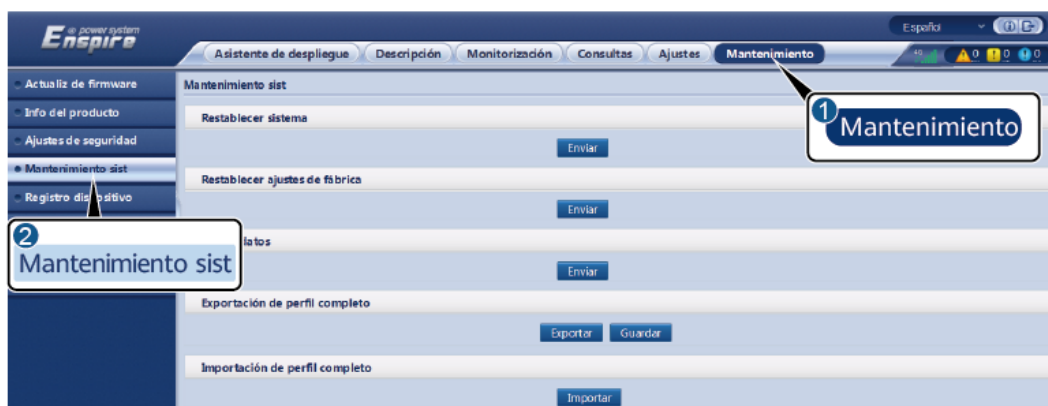 e power system
Enspire
Español
Asistente de despliegue Descripción Monitorización Consultas Ajustes Mantenimiento
4G 0 0 0
Actualiz de firmware
Info del producto
Ajustes de seguridad
Mantenimiento sist
Registro dispositivo
Mantenimiento sist
Restablecer sistema
Enviar
Restablecer ajustes de fábrica
Enviar
latos
Enviar
Exportación de perfil completo
Exportar Guardar
Importación de perfil completo
Importar
1
Mantenimiento
2
Mantenimiento sist